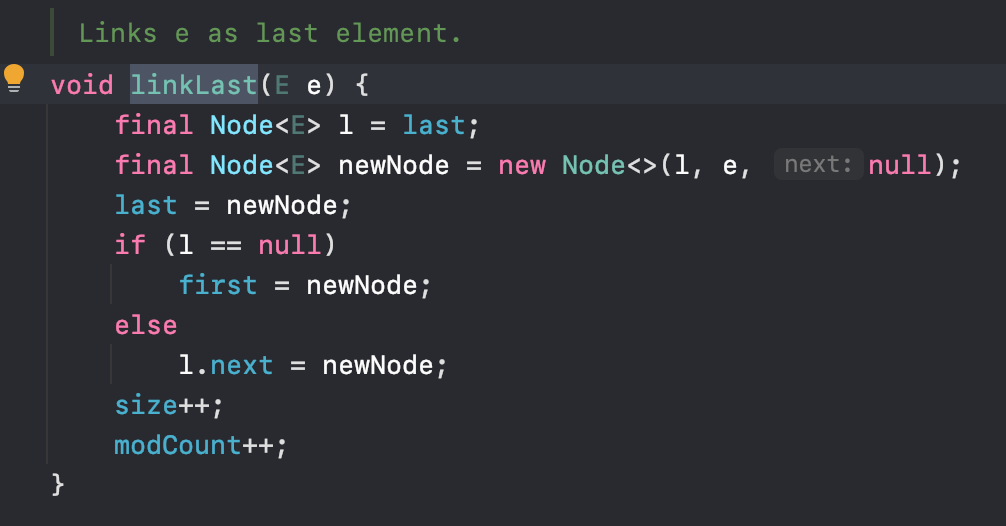 Links e as last element.
void linkLast(E e) {
    final Node<E> l = last;
    final Node<E> newNode = new Node<>(l, e, next: null);
    last = newNode;
    if (l == null)
        first = newNode;
    else
        l.next = newNode;
    size++;
    modCount++;
}